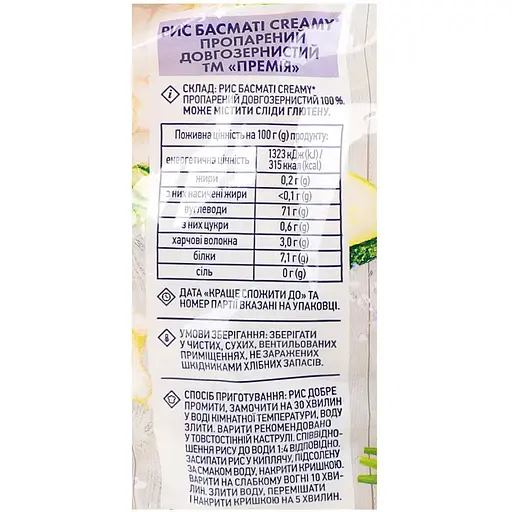 РИС БАСМАТІ CREAMY*
ПРОПАРЕНИЙ
ДОВГОЗЕРНИСТИЙ
ТМ «ПРЕМІЯ»
СКЛАД: РИС БАСМАТІ CREAMY*
ПРОПАРЕНИЙ ДОВГОЗЕРНИСТИЙ 100%.
МОЖЕ МІСТИТИ СЛІДИ ГЛЮТЕНУ.
Поживна цінність на 100 г (g) продукту:
енергетична цінність 1323 кДж (kJ) /
315 ккал (kcal)
жири 0,2 г (g)
з них насичені жири <0,1 г (g)
вуглеводи 71 г (g)
з них цукри 0,6 г (g)
харчові волокна 3,0 г (g)
білки 7,1 г (g)
сіль 0 г (g)
ДАТА «КРАЩЕ СПОЖИТИ ДО» ТА
НОМЕР ПАРТІЇ ВКАЗАНІ НА УПАКОВЦІ.
УМОВИ ЗБЕРІГАННЯ: ЗБЕРІГАТИ
У ЧИСТИХ, СУХИХ, ВЕНТИЛЬОВАНИХ
ПРИМІЩЕННЯХ, НЕ ЗАРАЖЕНИХ
ШКІДНИКАМИ ХЛІБНИХ ЗАПАСІВ.
СПОСІБ ПРИГОТУВАННЯ: РИС ДОБРЕ
ПРОМИТИ, ЗАМОЧИТИ НА 30 ХВИЛИН
У ВОДІ КІМНАТНОЇ ТЕМПЕРАТУРИ, ВОДУ
ЗЛИТИ. ВАРИТИ РЕКОМЕНДОВАНО
У ТОВСТОСТІННІЙ КАСТРУЛІ. СПІВВІДНО-
ШЕННЯ РИСУ ДО ВОДИ 1:4 ВІДПОВІДНО.
ЗАСИПАТИ РИС У КИПЛЯЧУ, ПІДСОЛЕНУ
ЗА СМАКОМ ВОДУ, НАКРИТИ КРИШКОЮ.
ВАРИТИ НА СЛАБКОМУ ВОГНІ 10 ХВИ-
ЛИН. ЗЛИТИ ВОДУ, ПЕРЕМІШАТИ
І НАКРИТИ КРИШКОЮ НА 5 ХВИЛИН.